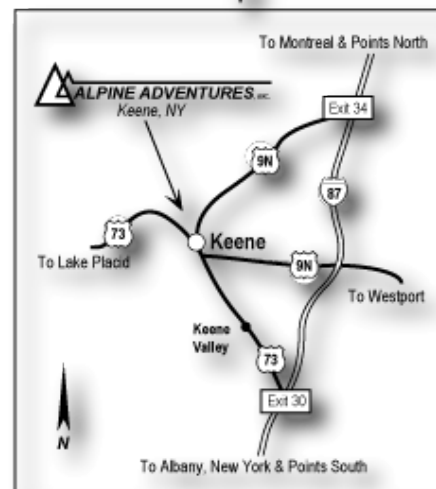 To Montreal & Points North
ALPINE ADVENTURES, INC.
Keene, NY
Exit 34
9N
87
73
Keene
To Lake Placid
9N
To Westport
Keene
Valley
73
Exit 30
N
To Albany, New York & Points South